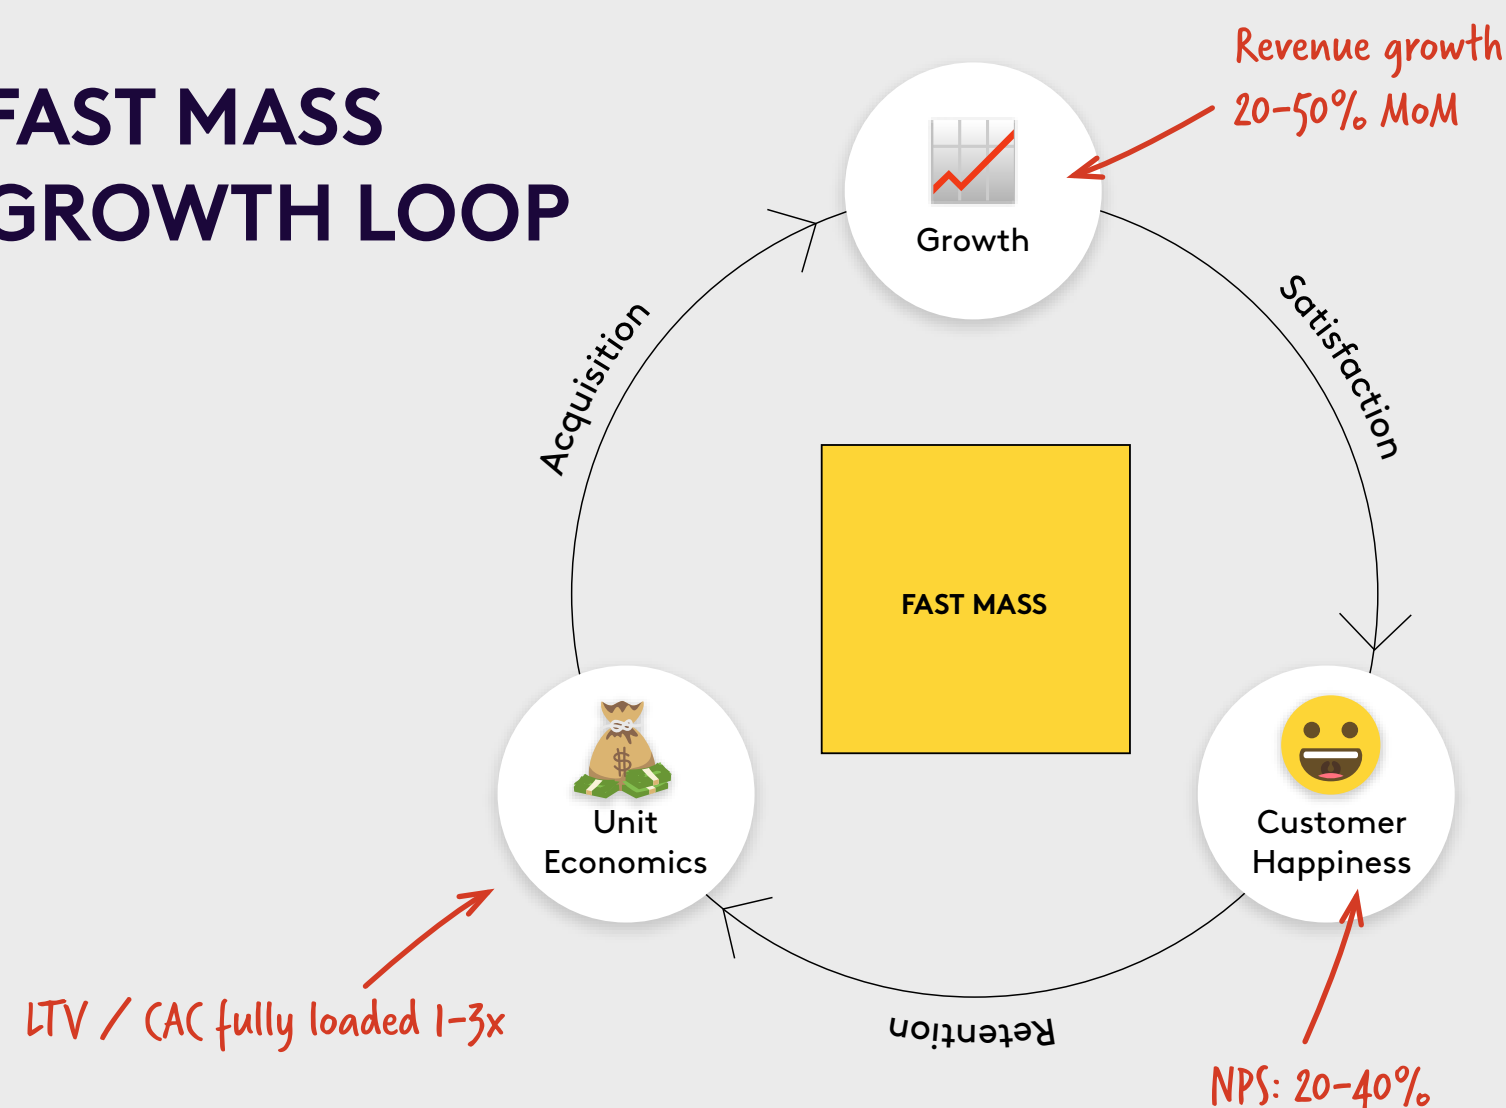 FAST MASS
GROWTH LOOP
Revenue growth
20-50% MoM
Growth
Satisfaction
Acquisition
FAST MASS
$
Unit
Economics
Customer
Happiness
LTV / CAC fully loaded 1-3x
Retention
NPS: 20-40%